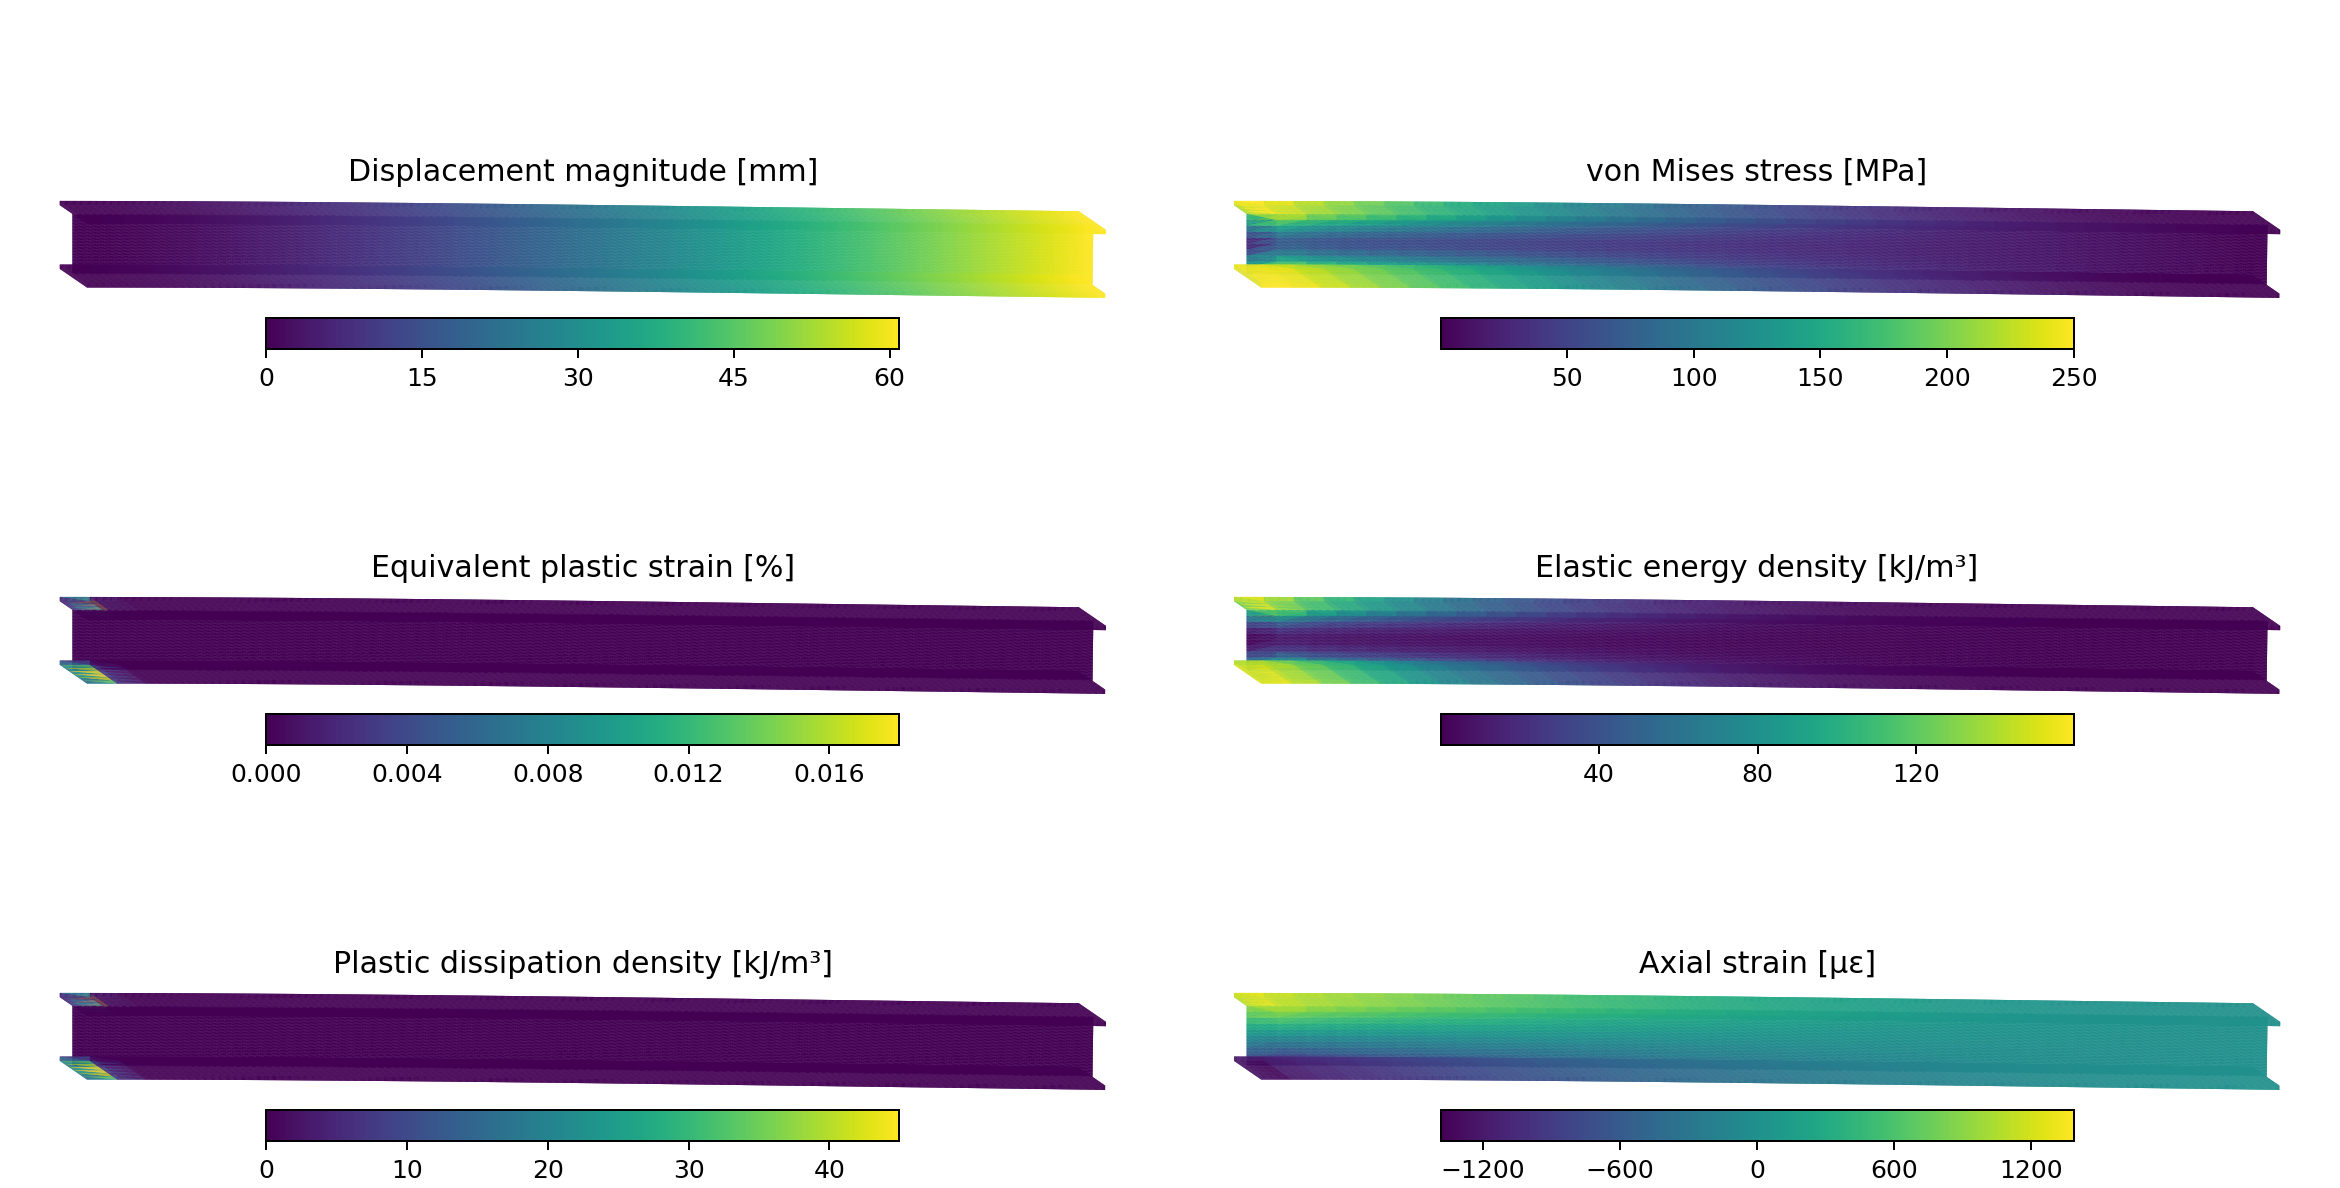 Displacement magnitude [mm]
von Mises stress [MPa]
0 15 30 45 60
50 100 150 200 250
Equivalent plastic strain [%]
Elastic energy density [kJ/m³]
0.000 0.004 0.008 0.012 0.016
40 80 120
Plastic dissipation density [kJ/m³]
Axial strain [µε]
0 10 20 30 40
−1200 −600 0 600 1200